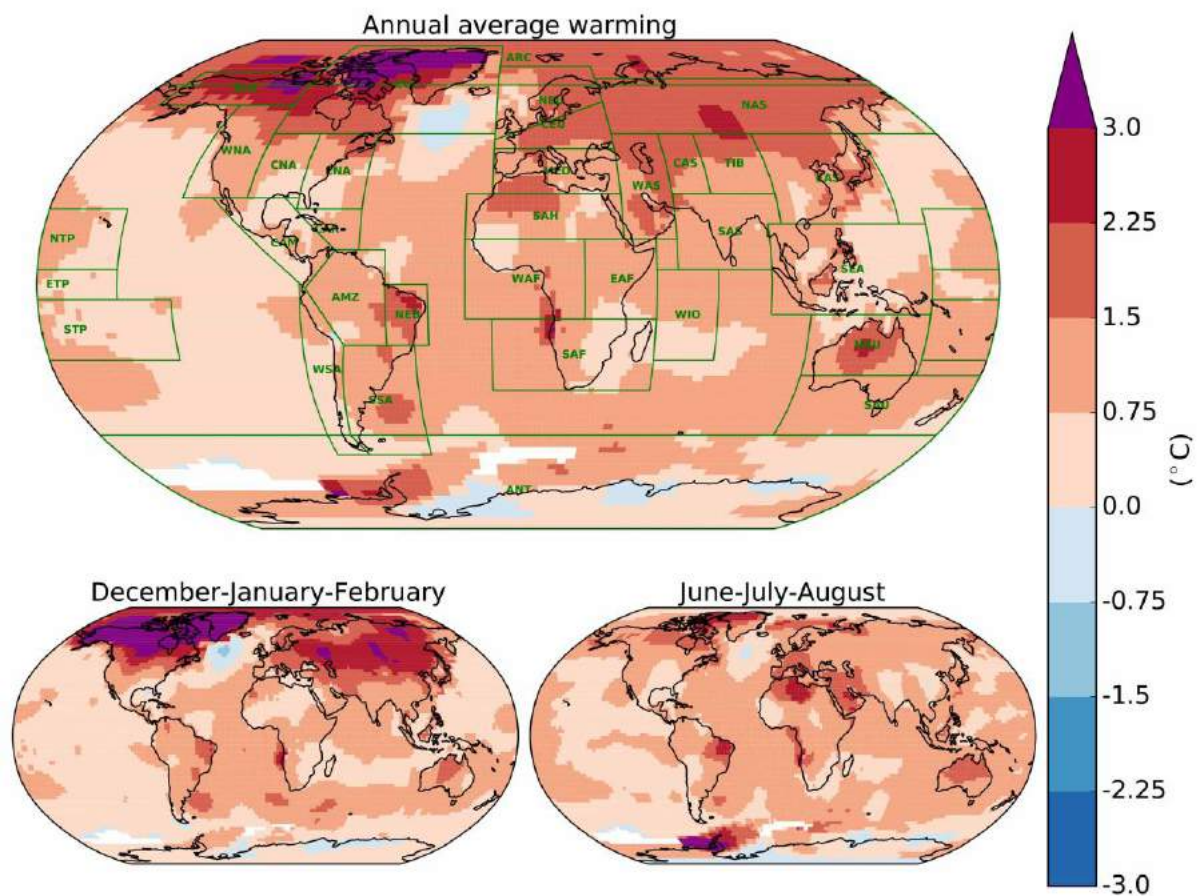 Annual average warming
ARC
NEU
NAS
CEU
WNA
CNA
ENA
MED
CAS
TIB
EAS
WAS
SAH
SAS
NTP
CAM
SEA
ETP
WAF
EAF
AMZ
NEB
WIO
STP
NAU
SAF
WSA
SSA
SAU
ANT
3.0
2.25
1.5
0.75
0.0
-0.75
-1.5
-2.25
-3.0
(°C)
December-January-February
June-July-August